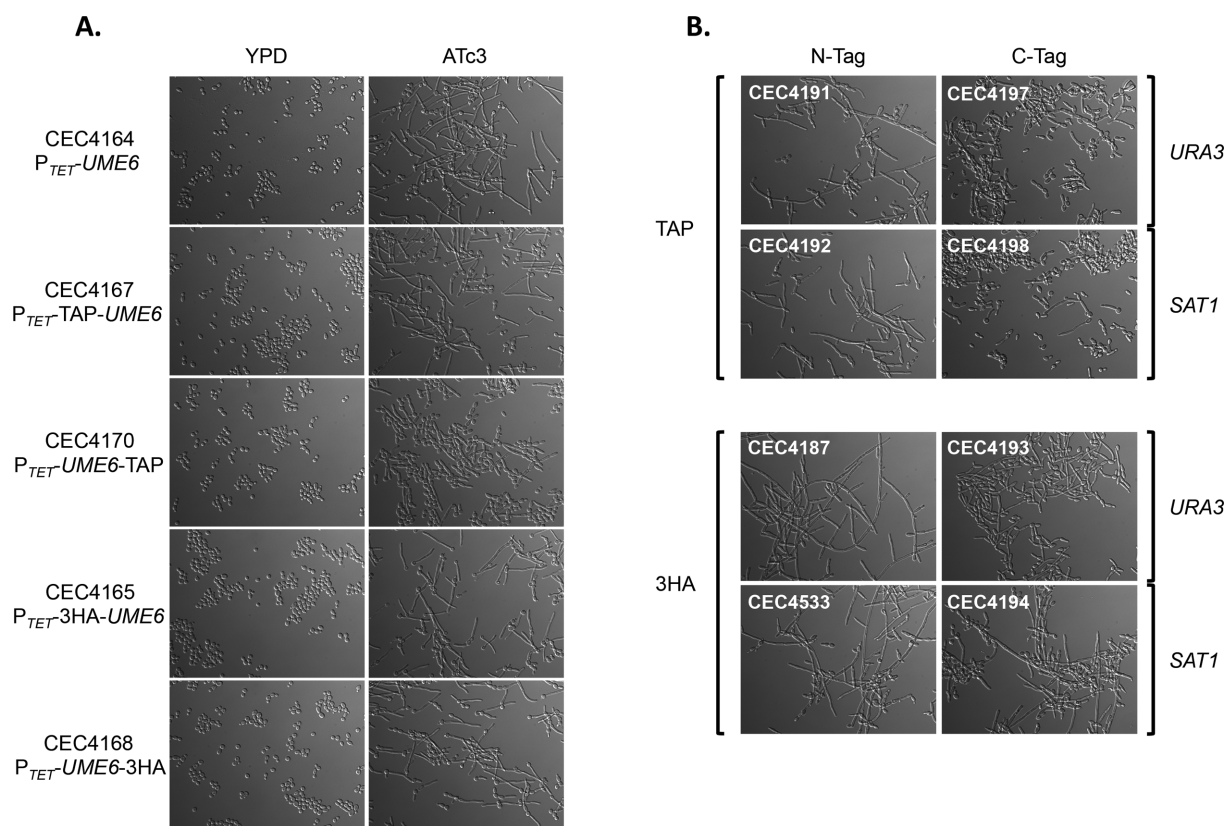 A.
YPD
ATc3
CEC4164
PTET-UME6
CEC4167
PTET-TAP-UME6
CEC4170
PTET-UME6-TAP
CEC4165
PTET-3HA-UME6
CEC4168
PTET-UME6-3HA
B.
N-Tag
C-Tag
TAP
CEC4191
CEC4197
URA3
CEC4192
CEC4198
SAT1
3HA
CEC4187
CEC4193
URA3
CEC4533
CEC4194
SAT1